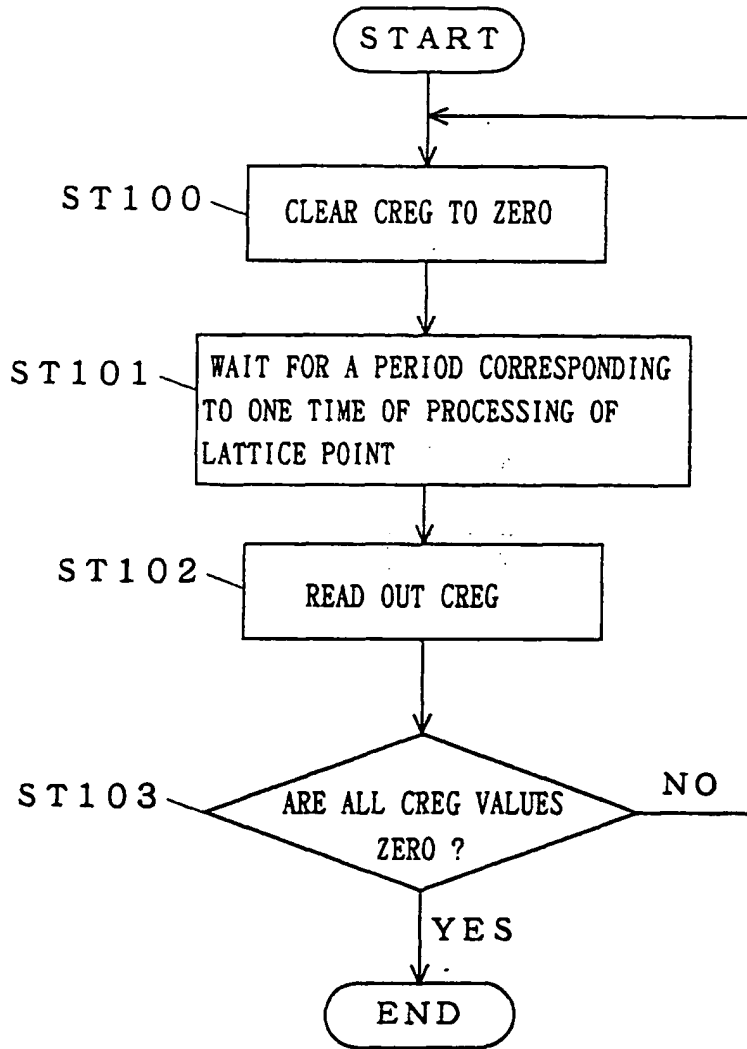 START
ST100
CLEAR CREG TO ZERO
ST101
WAIT FOR A PERIOD CORRESPONDING
TO ONE TIME OF PROCESSING OF
LATTICE POINT
ST102
READ OUT CREG
ST103
ARE ALL CREG VALUES
ZERO ?
NO
YES
END